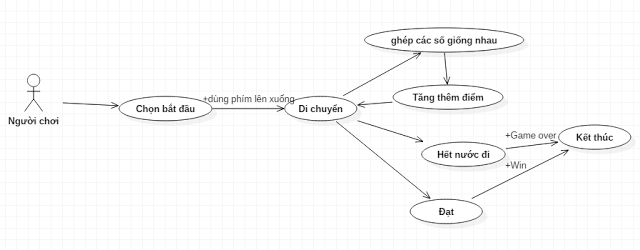 ghép các số giống nhau
+dùng phím lên xuống
Tăng thêm điểm
Chọn bắt đầu
Di chuyển
Người chơi
+Game over
Kết thúc
Hết nước đi
+Win
Đạt